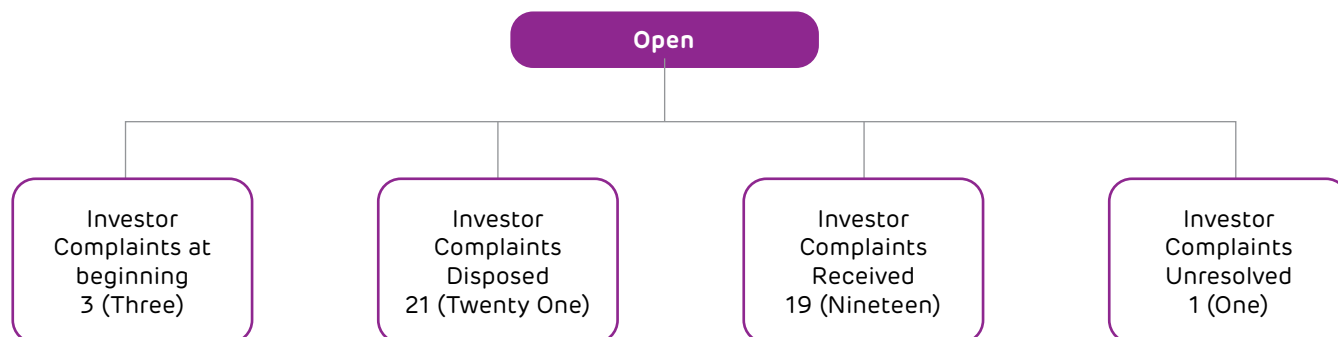 Open
Investor
Complaints at
beginning
3 (Three)
Investor
Complaints
Disposed
21 (Twenty One)
Investor
Complaints
Received
19 (Nineteen)
Investor
Complaints
Unresolved
1 (One)